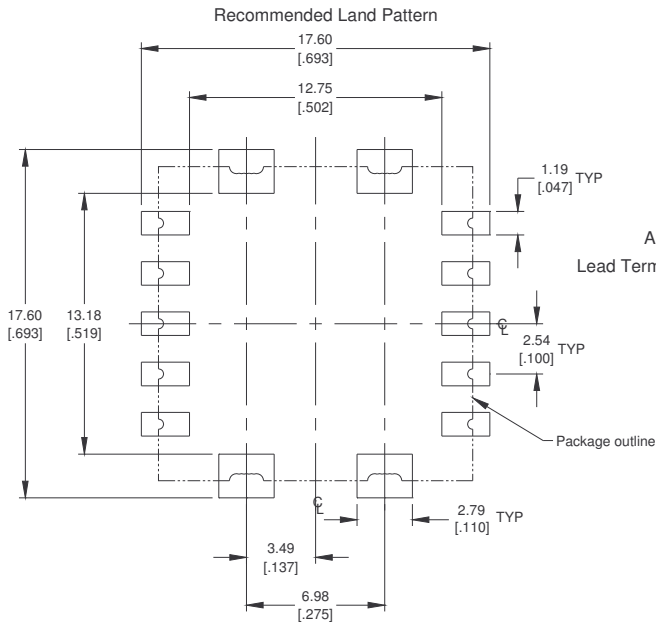 Recommended Land Pattern
17.60
[.693]
12.75
[.502]
1.19
[.047]
TYP
A
Lead Term
17.60
[.693]
13.18
[.519]
℄
2.54
[.100]
TYP
Package outline
℄
2.79
[.110]
TYP
3.49
[.137]
6.98
[.275]